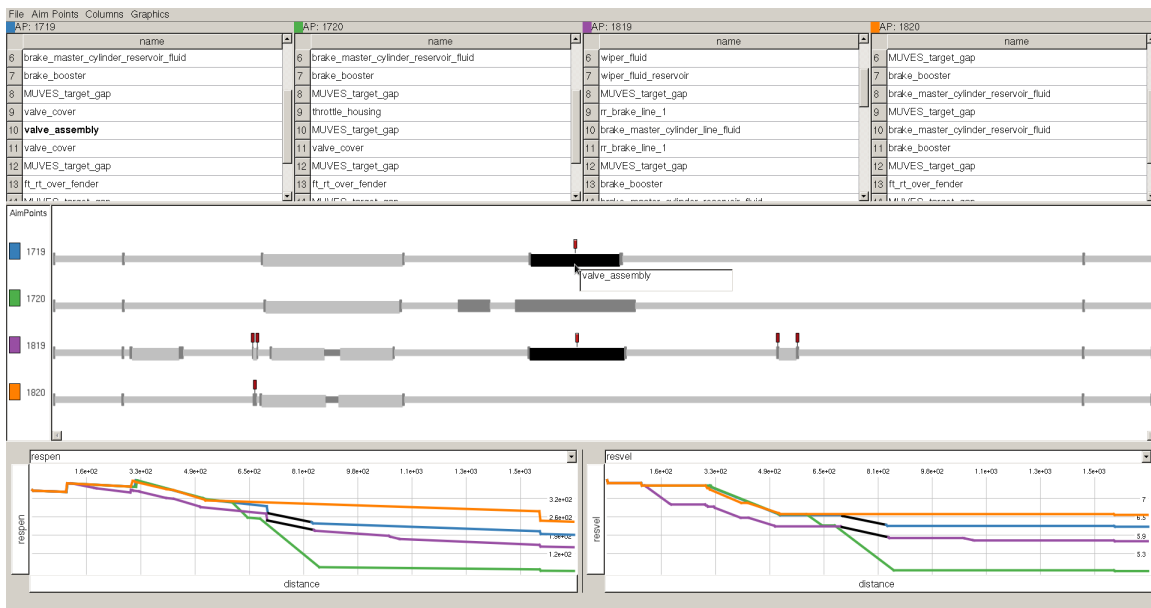 File Aim Points Columns Graphics
AP: 1719 AP: 1720 AP: 1819 AP: 1820
name name name name
6 brake_master_cylinder_reservoir_fluid 6 brake_master_cylinder_reservoir_fluid 6 wiper_fluid 6 MUVES_target_gap
7 brake_booster 7 brake_booster 7 wiper_fluid_reservoir 7 brake_booster
8 MUVES_target_gap 8 MUVES_target_gap 8 MUVES_target_gap 8 brake_master_cylinder_reservoir_fluid
9 valve_cover 9 throttle_housing 9 rr_brake_line_1 9 MUVES_target_gap
10 valve_assembly 10 MUVES_target_gap 10 brake_master_cylinder_line_fluid 10 brake_master_cylinder_reservoir_fluid
11 valve_cover 11 valve_cover 11 rr_brake_line_1 11 brake_booster
12 MUVES_target_gap 12 MUVES_target_gap 12 MUVES_target_gap 12 MUVES_target_gap
13 ft_rt_over_fender 13 ft_rt_over_fender 13 brake_booster 13 ft_rt_over_fender
AimPoints
1719
valve_assembly
1720
1819
1820
respen resvel
1.6e+02 3.3e+02 4.9e+02 6.5e+02 8.1e+02 9.8e+02 1.1e+03 1.3e+03 1.5e+03
1.6e+02 3.3e+02 4.9e+02 6.5e+02 8.1e+02 9.8e+02 1.1e+03 1.3e+03 1.5e+03
3.2e+02 7
2.6e+02 6.5
5.9
1.2e+02 5.3
respen resvel
distance distance